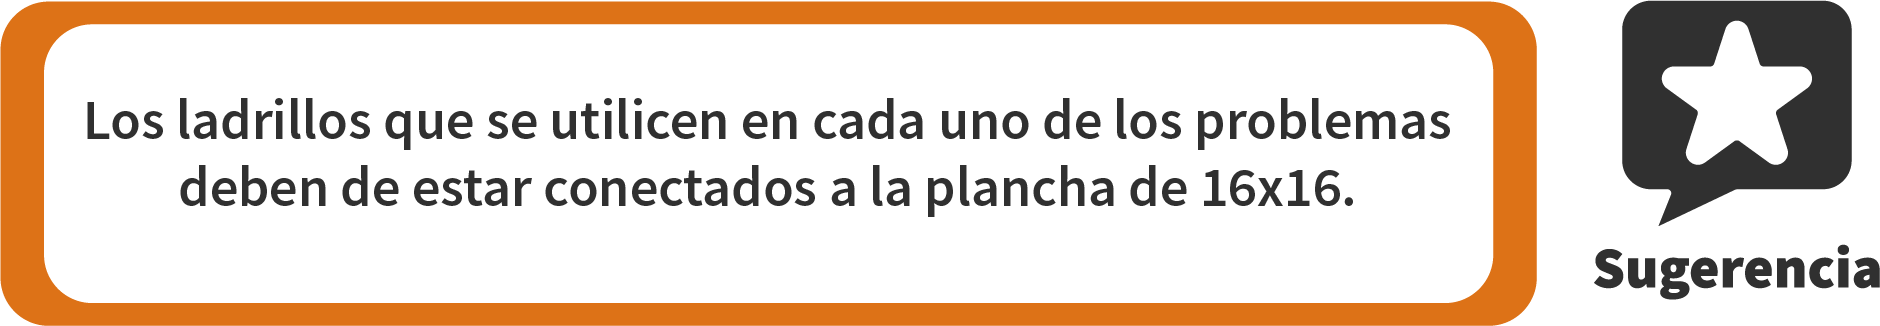 Los ladrillos que se utilicen en cada uno de los problemas
deben de estar conectados a la plancha de 16x16.
Sugerencia